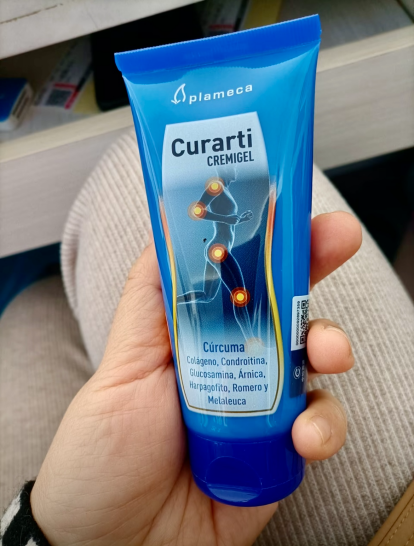 plameca
Curarti
CREMIGEL
Cúrcuma
Colágeno, Condroitina,
Glucosamina, Árnica,
Harpagofito, Romero y
Melaleuca